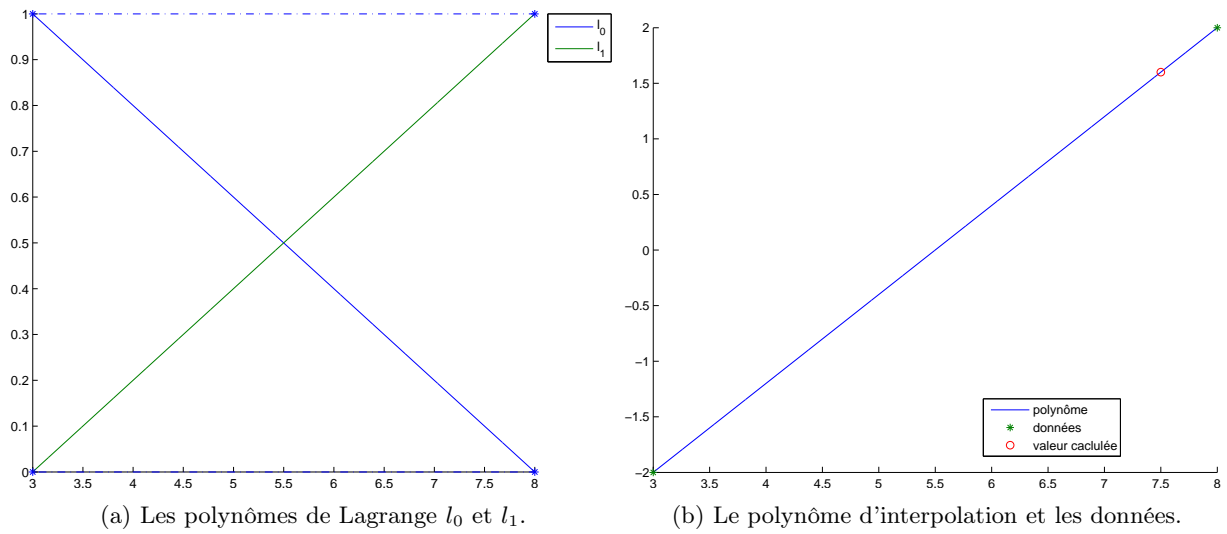 1
0.9
0.8
0.7
0.6
0.5
0.4
0.3
0.2
0.1
0
3 3.5 4 4.5 5 5.5 6 6.5 7 7.5 8
l_0
l_1
(a) Les polynômes de Lagrange l_0 et l_1.
2
1.5
1
0.5
0
−0.5
−1
−1.5
−2
3 3.5 4 4.5 5 5.5 6 6.5 7 7.5 8
polynôme
données
valeur caclulée
(b) Le polynôme d'interpolation et les données.